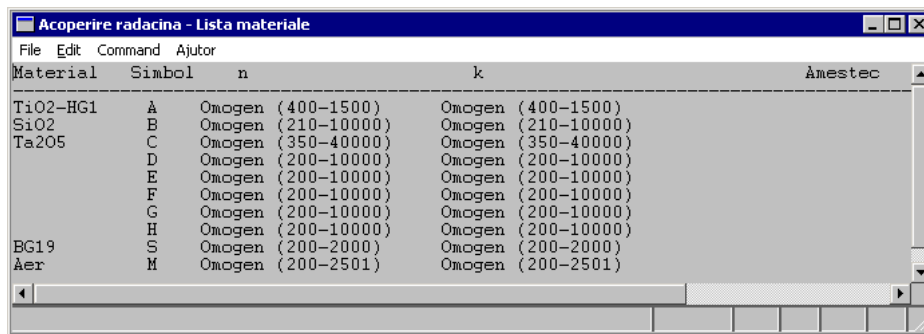 Acoperire radacina - Lista materiale
File Edit Command Ajutor
Material Simbol n k Amestec
TiO2-HG1 A Omogen (400-1500) Omogen (400-1500)
SiO2 B Omogen (210-10000) Omogen (210-10000)
Ta2O5 C Omogen (350-40000) Omogen (350-40000)
D Omogen (200-10000) Omogen (200-10000)
E Omogen (200-10000) Omogen (200-10000)
F Omogen (200-10000) Omogen (200-10000)
G Omogen (200-10000) Omogen (200-10000)
H Omogen (200-10000) Omogen (200-10000)
BG19 S Omogen (200-2000) Omogen (200-2000)
Aer M Omogen (200-2501) Omogen (200-2501)